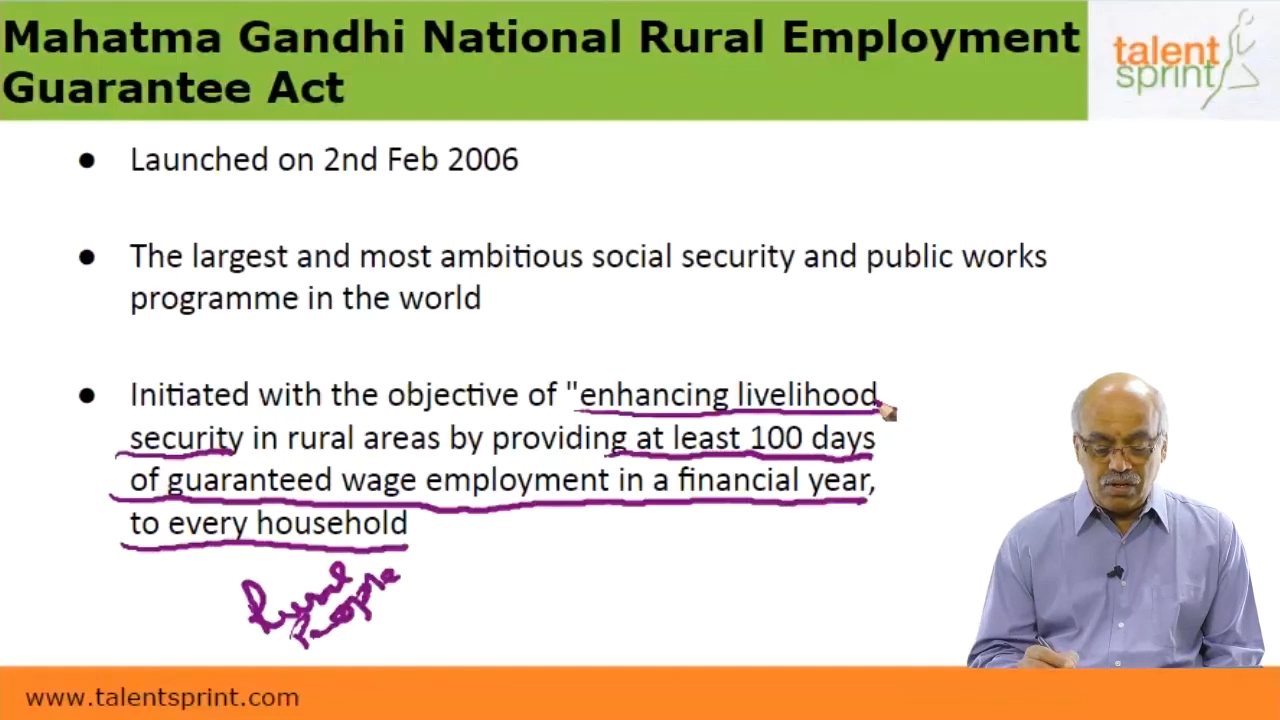 Mahatma Gandhi National Rural Employment
Guarantee Act
talent
sprint
● Launched on 2nd Feb 2006
● The largest and most ambitious social security and public works
programme in the world
● Initiated with the objective of "enhancing livelihood
security in rural areas by providing at least 100 days
of guaranteed wage employment in a financial year,
to every household
Rural
People
www.talentsprint.com